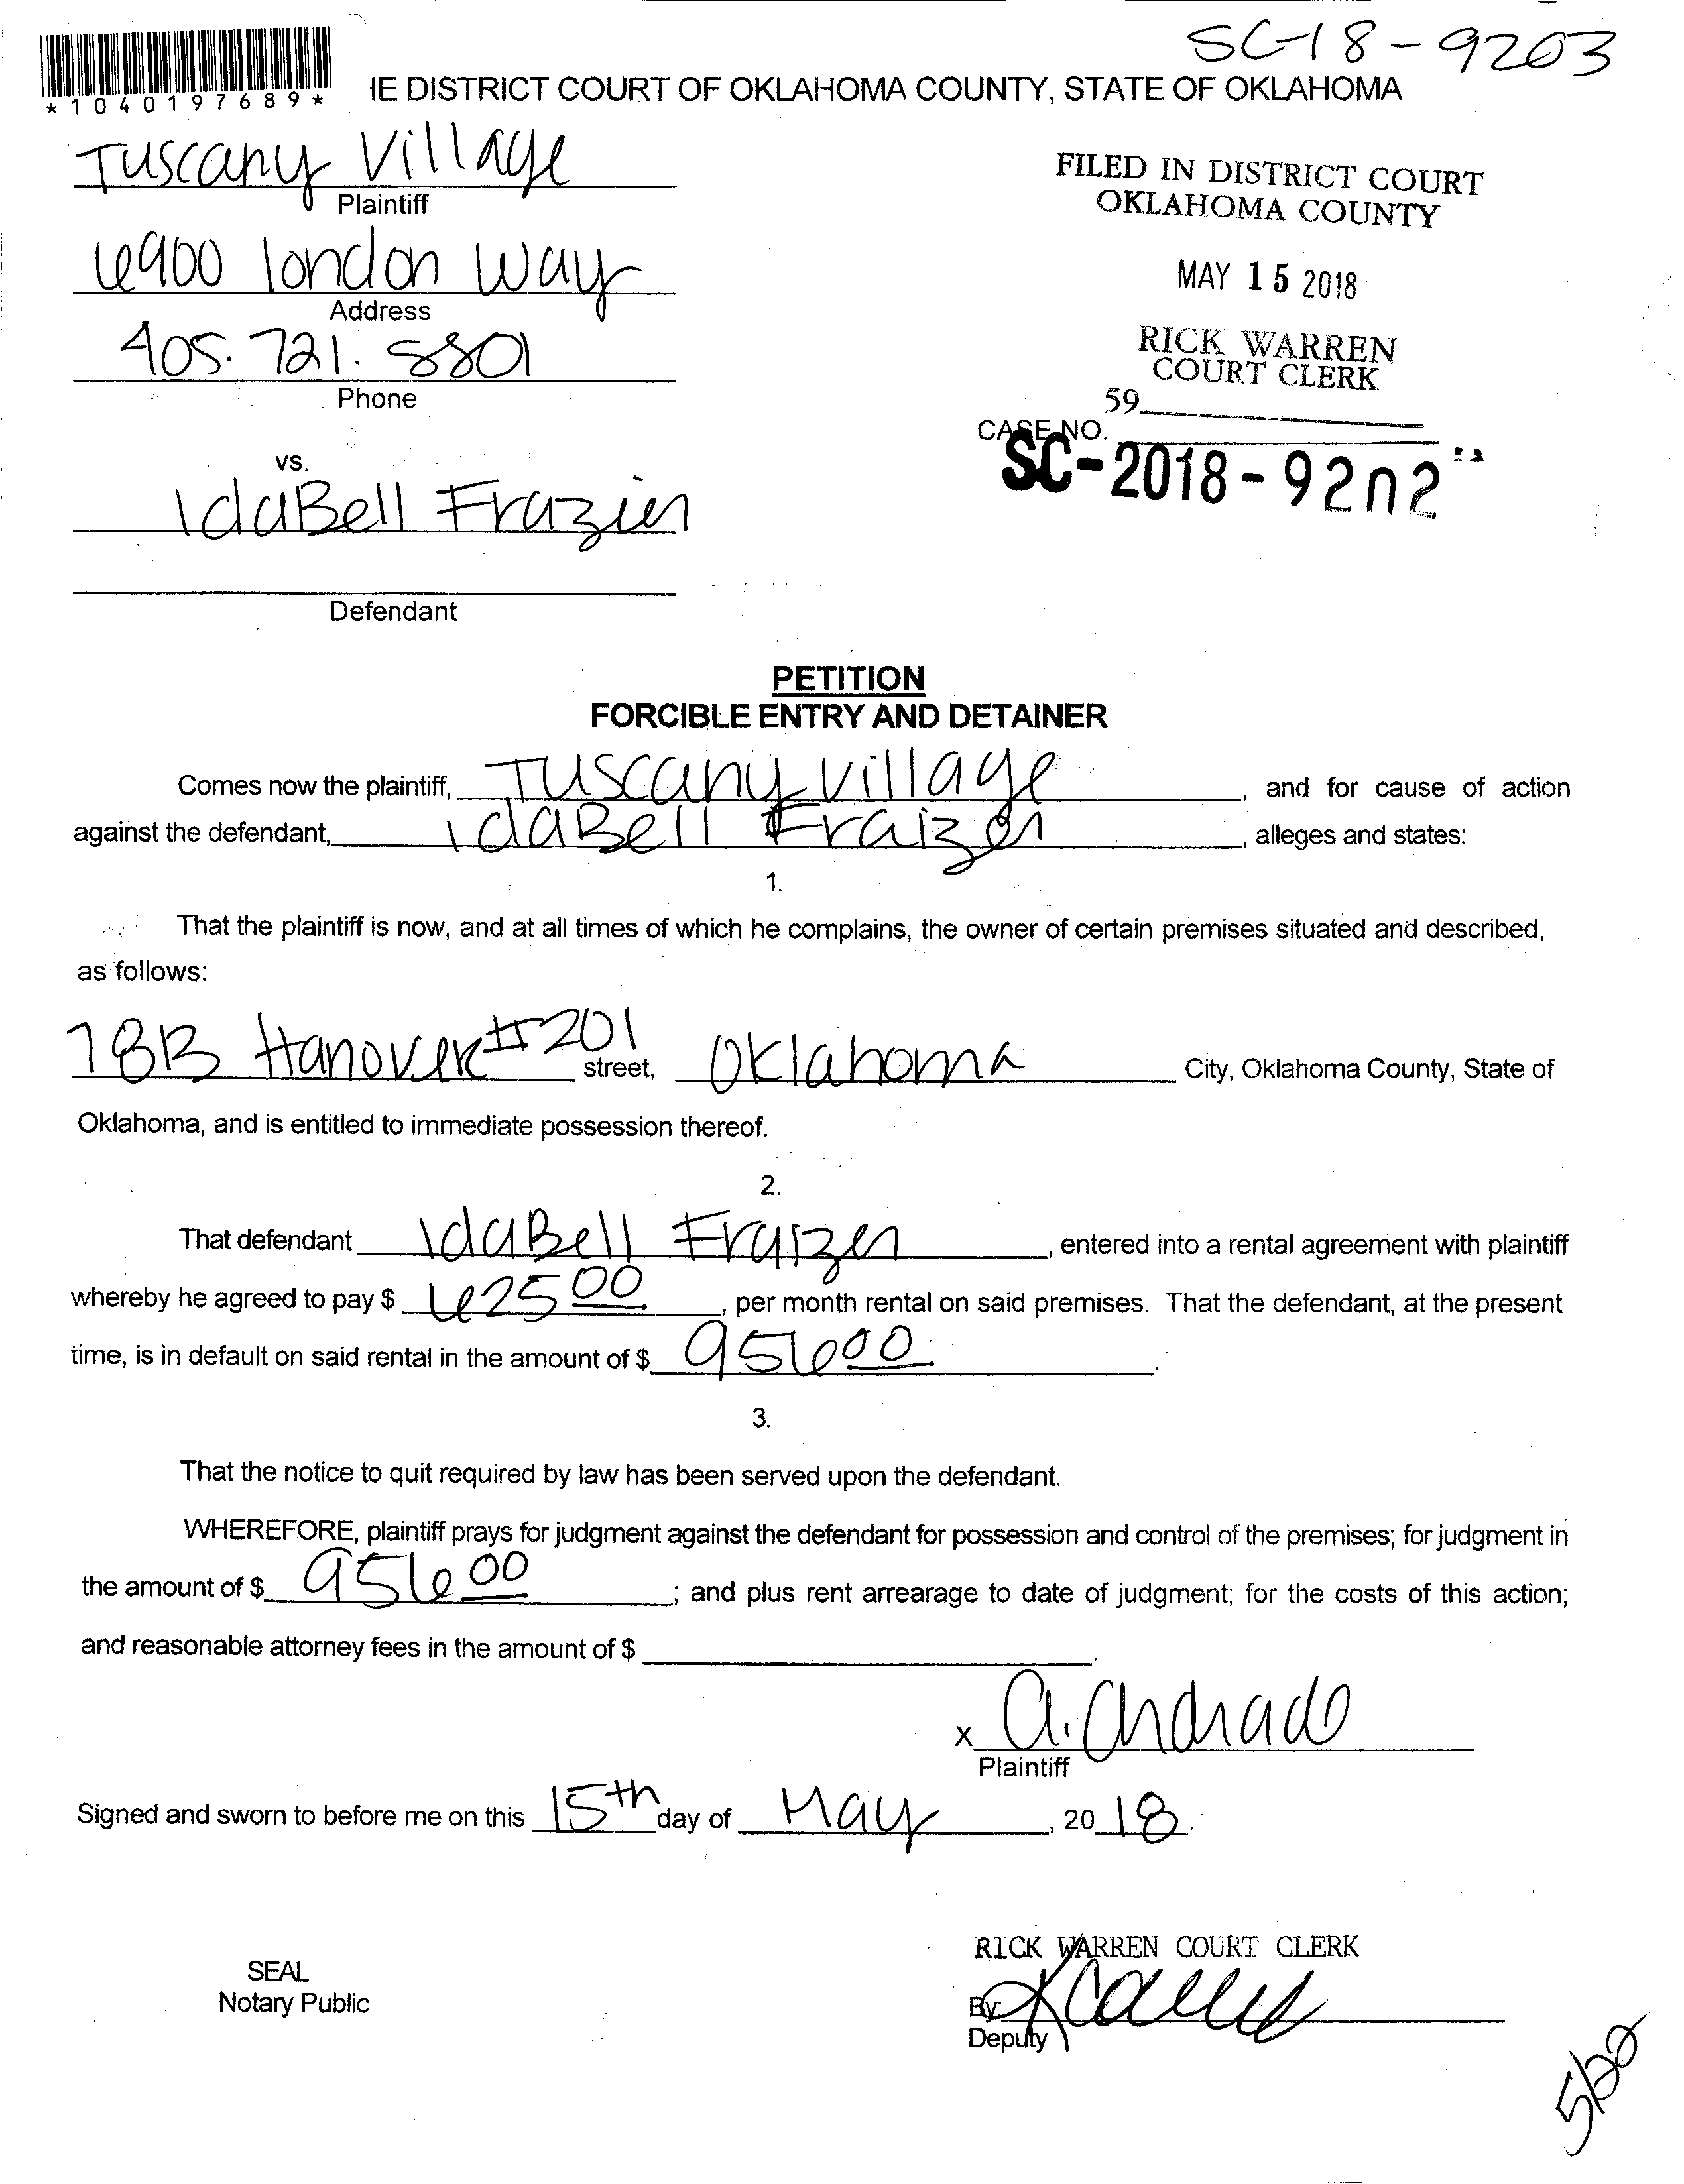 SC-18-9203
*1040197689*
IE DISTRICT COURT OF OKLAHOMA COUNTY, STATE OF OKLAHOMA
Tuscany Village
Plaintiff
6900 london way
Address
405.721.5801
Phone
FILED IN DISTRICT COURT
OKLAHOMA COUNTY
MAY 15 2018
RICK WARREN
COURT CLERK
59
CASE NO.
SC-2018-9202
vs.
IdaBell Frazier
Defendant
PETITION
FORCIBLE ENTRY AND DETAINER
Comes now the plaintiff, Tuscany village, and for cause of action
against the defendant, IdaBell Fraizer, alleges and states:
1.
That the plaintiff is now, and at all times of which he complains, the owner of certain premises situated and described,
as follows:
7813 Hanover #201 street, Oklahoma City, Oklahoma County, State of
Oklahoma, and is entitled to immediate possession thereof.
2.
That defendant IdaBell Fraizer, entered into a rental agreement with plaintiff
whereby he agreed to pay $ 625 00, per month rental on said premises. That the defendant, at the present
time, is in default on said rental in the amount of $ 956 00.
3.
That the notice to quit required by law has been served upon the defendant.
WHEREFORE, plaintiff prays for judgment against the defendant for possession and control of the premises; for judgment in
the amount of $ 956 00; and plus rent arrearage to date of judgment; for the costs of this action;
and reasonable attorney fees in the amount of $
x a. Andrade
Plaintiff
Signed and sworn to before me on this 15th day of May, 20 18.
SEAL
Notary Public
RICK WARREN COURT CLERK
By:
Deputy